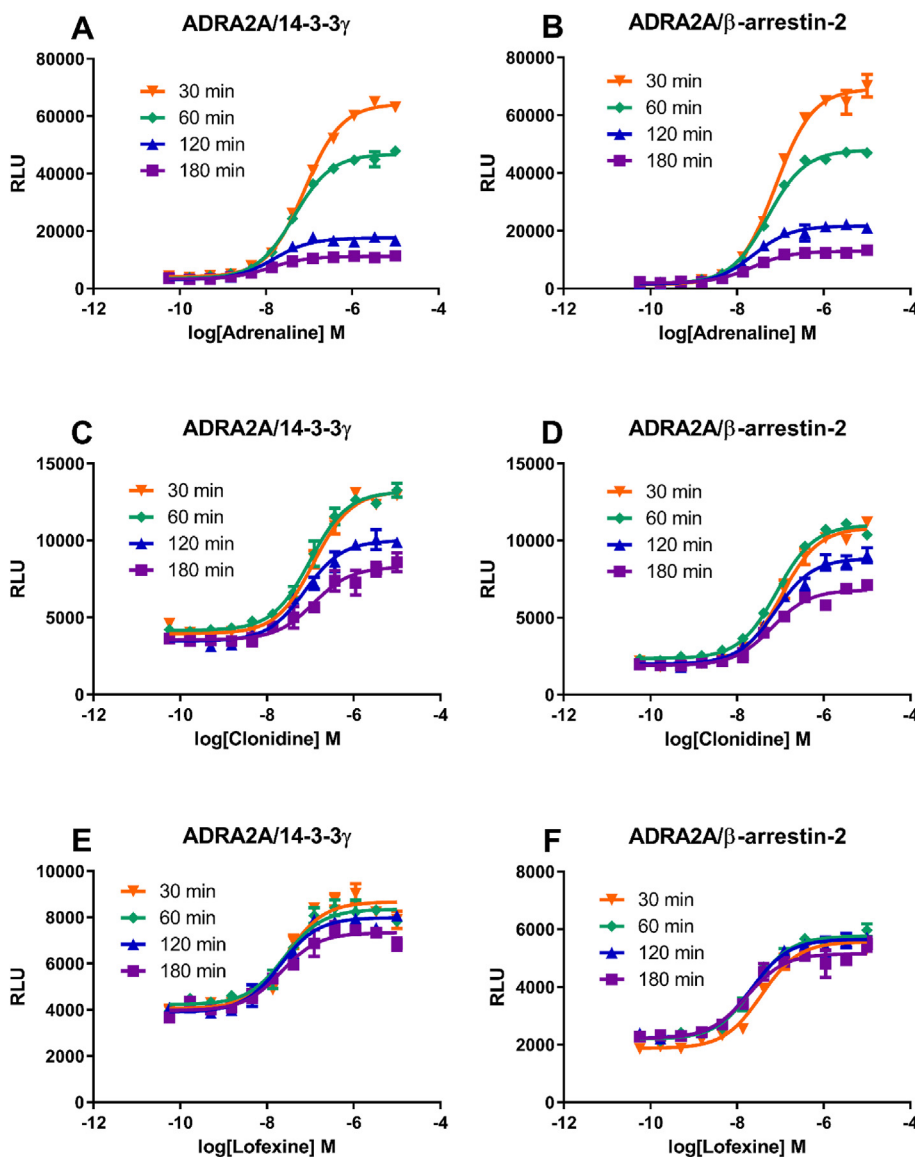 A
ADRA2A/14-3-3γ
80000
60000
40000
20000
0
RLU
30 min
60 min
120 min
180 min
-12
-10
-8
-6
-4
log[Adrenaline] M
B
ADRA2A/β-arrestin-2
80000
60000
40000
20000
0
RLU
30 min
60 min
120 min
180 min
-12
-10
-8
-6
-4
log[Adrenaline] M
C
ADRA2A/14-3-3γ
15000
10000
5000
0
RLU
30 min
60 min
120 min
180 min
-12
-10
-8
-6
-4
log[Clonidine] M
D
ADRA2A/β-arrestin-2
15000
10000
5000
0
RLU
30 min
60 min
120 min
180 min
-12
-10
-8
-6
-4
log[Clonidine] M
E
ADRA2A/14-3-3γ
10000
8000
6000
4000
2000
0
RLU
30 min
60 min
120 min
180 min
-12
-10
-8
-6
-4
log[Lofexine] M
F
ADRA2A/β-arrestin-2
8000
6000
4000
2000
0
RLU
30 min
60 min
120 min
180 min
-12
-10
-8
-6
-4
log[Lofexine] M